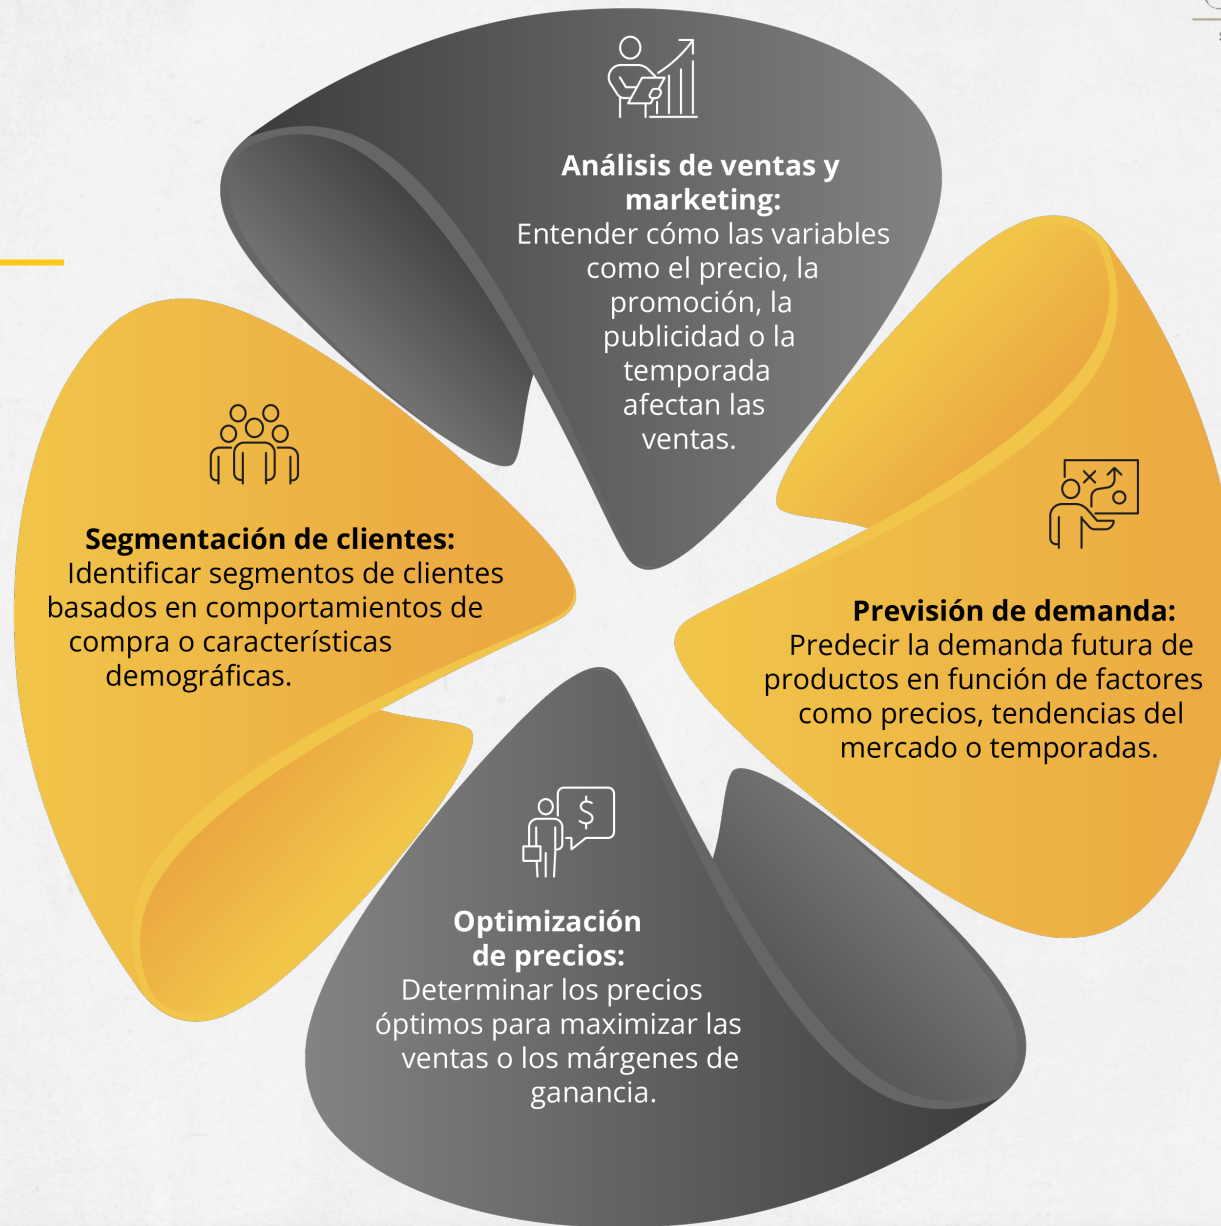 Análisis de ventas y
marketing:
Entender cómo las variables
como el precio, la
promoción, la
publicidad o la
temporada
afectan las
ventas.
Segmentación de clientes:
Identificar segmentos de clientes
basados en comportamientos de
compra o características
demográficas.
Previsión de demanda:
Predecir la demanda futura de
productos en función de factores
como precios, tendencias del
mercado o temporadas.
$
Optimización
de precios:
Determinar los precios
óptimos para maximizar las
ventas o los márgenes de
ganancia.